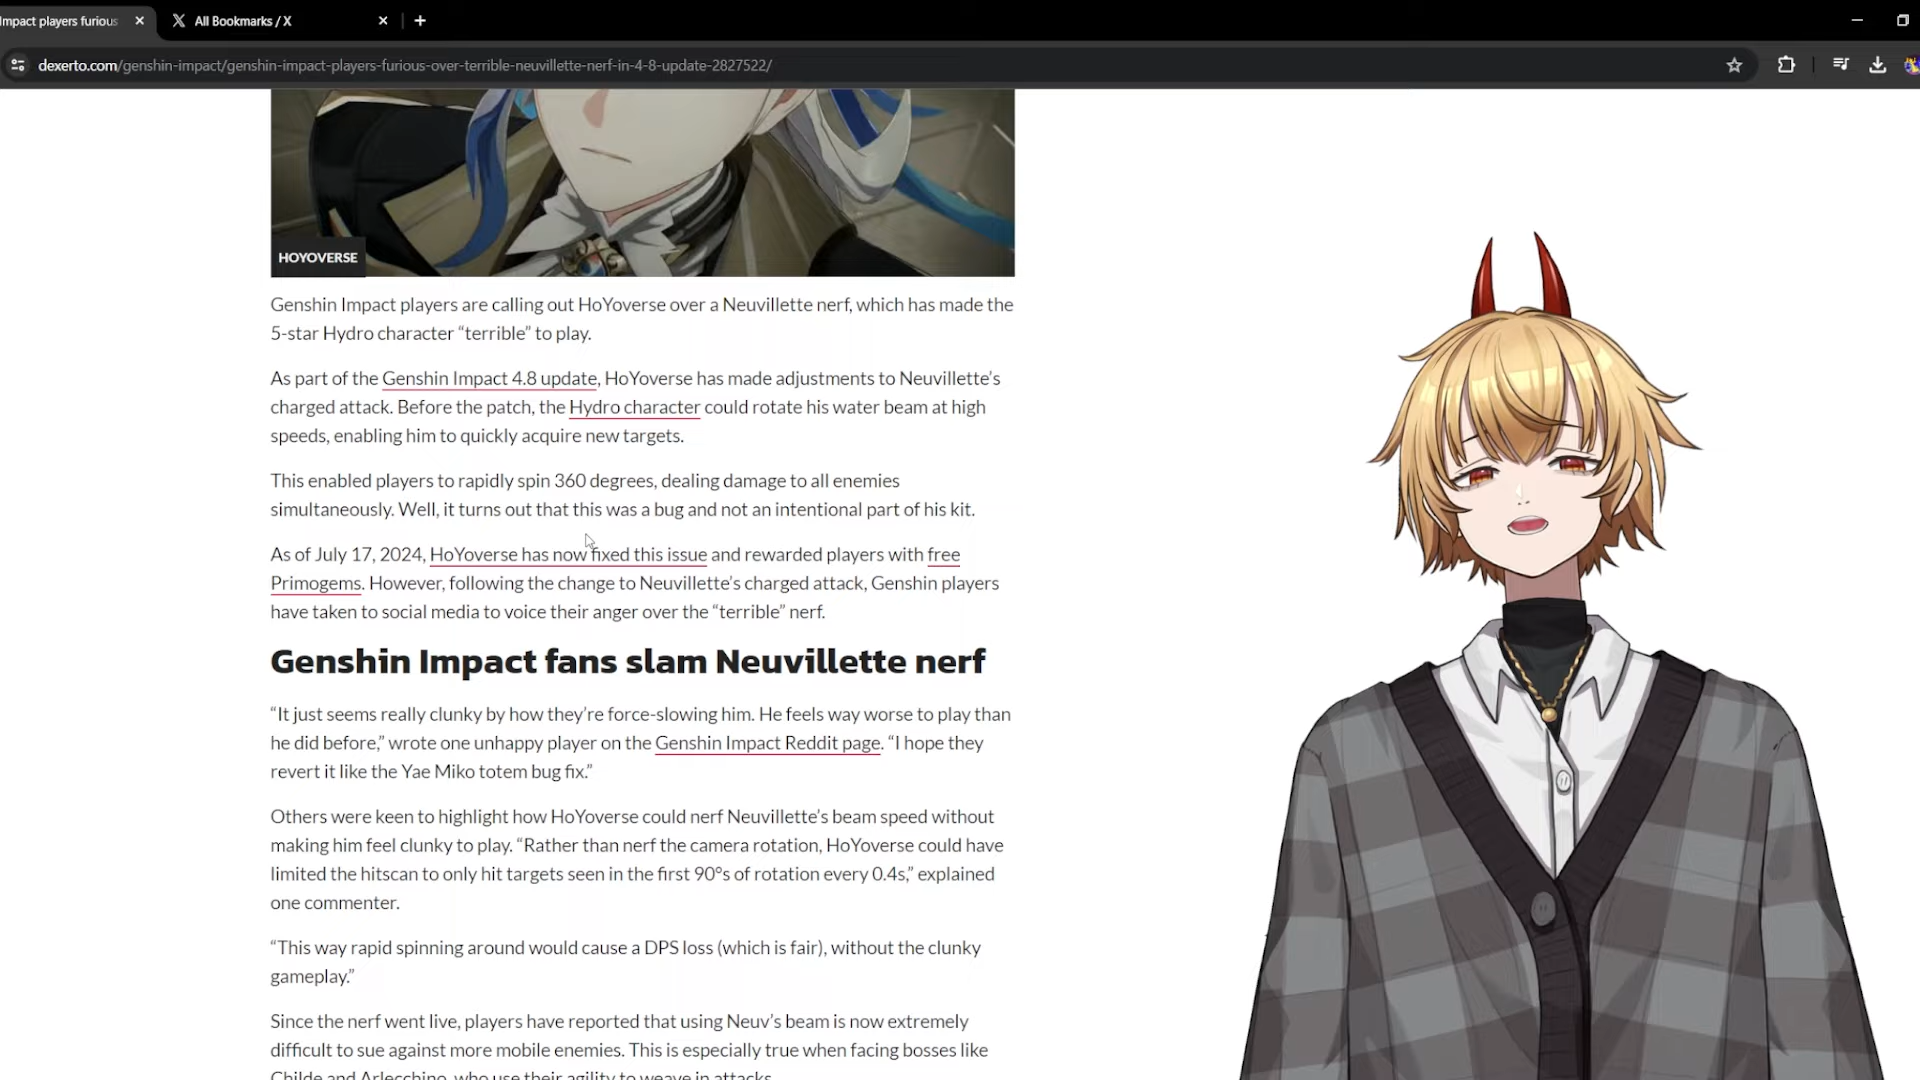 Impact players furious
All Bookmarks / X
dexerto.com/genshin-impact/genshin-impact-players-furious-over-terrible-neuvillette-nerf-in-4-8-update-2827522/
HOYOVERSE
Genshin Impact players are calling out HoYoverse over a Neuvillette nerf, which has made the
5-star Hydro character “terrible” to play.
As part of the Genshin Impact 4.8 update, HoYoverse has made adjustments to Neuvillette’s
charged attack. Before the patch, the Hydro character could rotate his water beam at high
speeds, enabling him to quickly acquire new targets.
This enabled players to rapidly spin 360 degrees, dealing damage to all enemies
simultaneously. Well, it turns out that this was a bug and not an intentional part of his kit.
As of July 17, 2024, HoYoverse has now fixed this issue and rewarded players with free
Primogems. However, following the change to Neuvillette’s charged attack, Genshin players
have taken to social media to voice their anger over the “terrible” nerf.
Genshin Impact fans slam Neuvillette nerf
“It just seems really clunky by how they’re force-slowing him. He feels way worse to play than
he did before,” wrote one unhappy player on the Genshin Impact Reddit page. “I hope they
revert it like the Yae Miko totem bug fix.”
Others were keen to highlight how HoYoverse could nerf Neuvillette’s beam speed without
making him feel clunky to play. “Rather than nerf the camera rotation, HoYoverse could have
limited the hitscan to only hit targets seen in the first 90°s of rotation every 0.4s,” explained
one commenter.
“This way rapid spinning around would cause a DPS loss (which is fair), without the clunky
gameplay.”
Since the nerf went live, players have reported that using Neuv’s beam is now extremely
difficult to sue against more mobile enemies. This is especially true when facing bosses like
Childe and Arlecchino, who use their agility to weave in attacks.